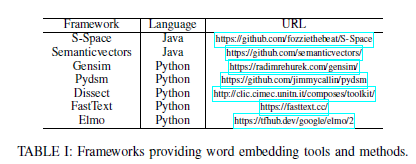 Framework Language URL
S-Space Java https://github.com/fozziethebeat/S-Space
Semanticvectors Java https://github.com/semanticvectors/
Gensim Python https://radimrehurek.com/gensim/
Pydsm Python https://github.com/jimmycallin/pydsm
Dissect Python http://clic.cimec.unitn.it/composes/toolkit/
FastText Python https://fasttext.cc/
Elmo Python https://tfhub.dev/google/elmo/2
TABLE I: Frameworks providing word embedding tools and methods.